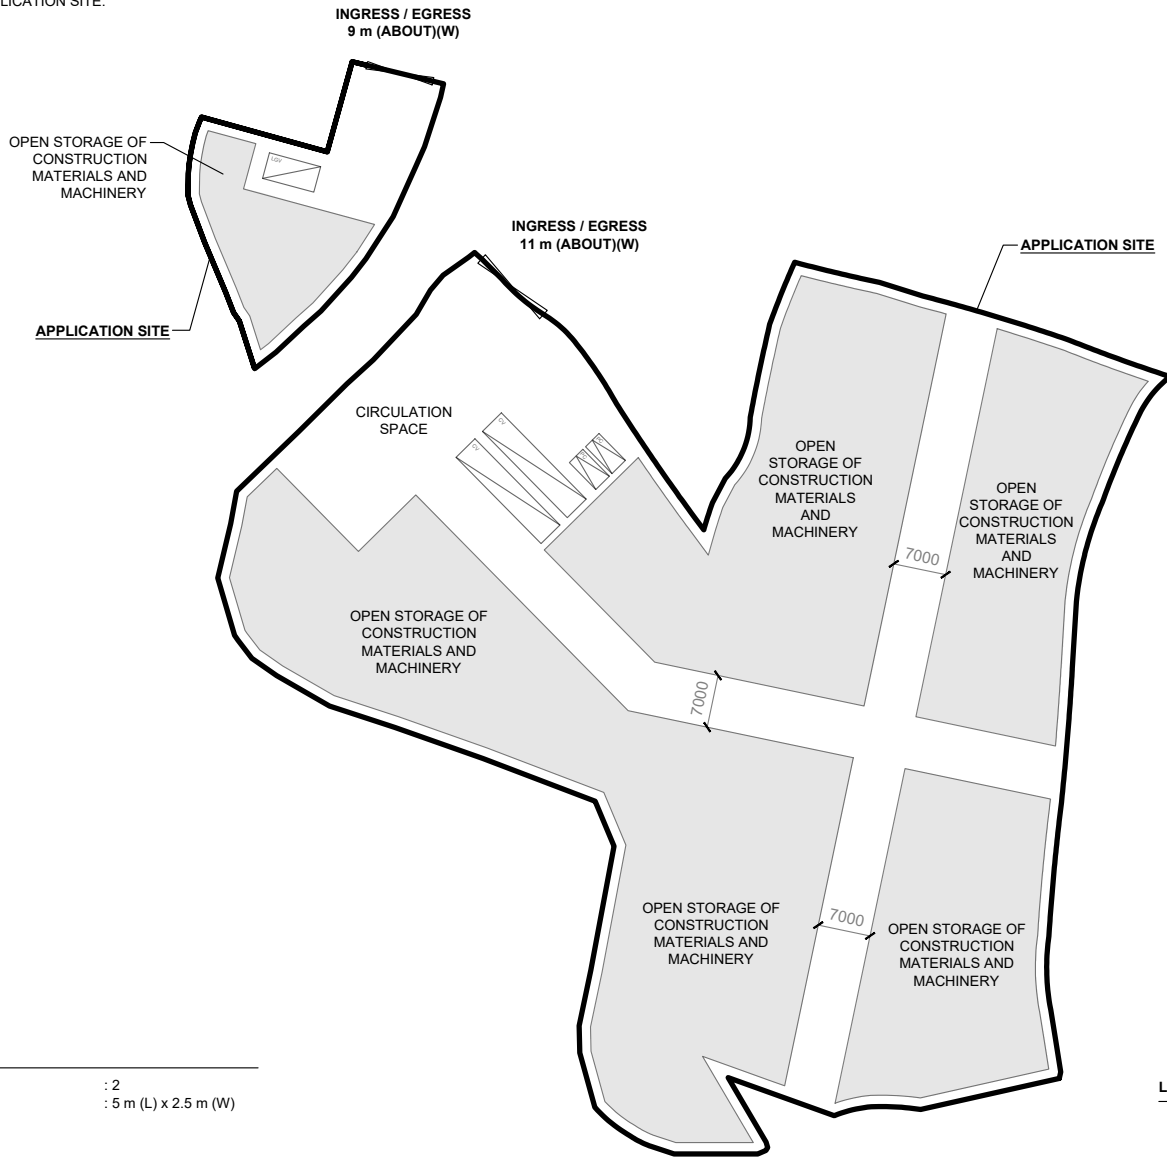 LICATION SITE.
INGRESS / EGRESS
9 m (ABOUT)(W)
OPEN STORAGE OF
CONSTRUCTION
MATERIALS AND
MACHINERY
LGV
APPLICATION SITE
INGRESS / EGRESS
11 m (ABOUT)(W)
APPLICATION SITE
CIRCULATION
SPACE
CV
CV
OPEN
STORAGE OF
CONSTRUCTION
MATERIALS
AND
MACHINERY
OPEN
STORAGE OF
CONSTRUCTION
MATERIALS
AND
MACHINERY
7000
OPEN STORAGE OF
CONSTRUCTION
MATERIALS AND
MACHINERY
7000
OPEN STORAGE OF
CONSTRUCTION
MATERIALS AND
MACHINERY
7000
OPEN STORAGE OF
CONSTRUCTION
MATERIALS AND
MACHINERY
: 2
: 5 m (L) x 2.5 m (W)
L